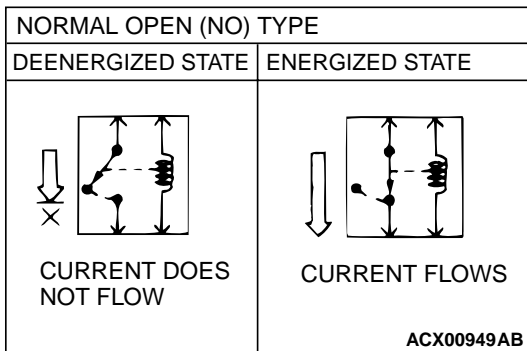 NORMAL OPEN (NO) TYPE
DEENERGIZED STATE
ENERGIZED STATE
CURRENT DOES
NOT FLOW
CURRENT FLOWS
ACX00949AB